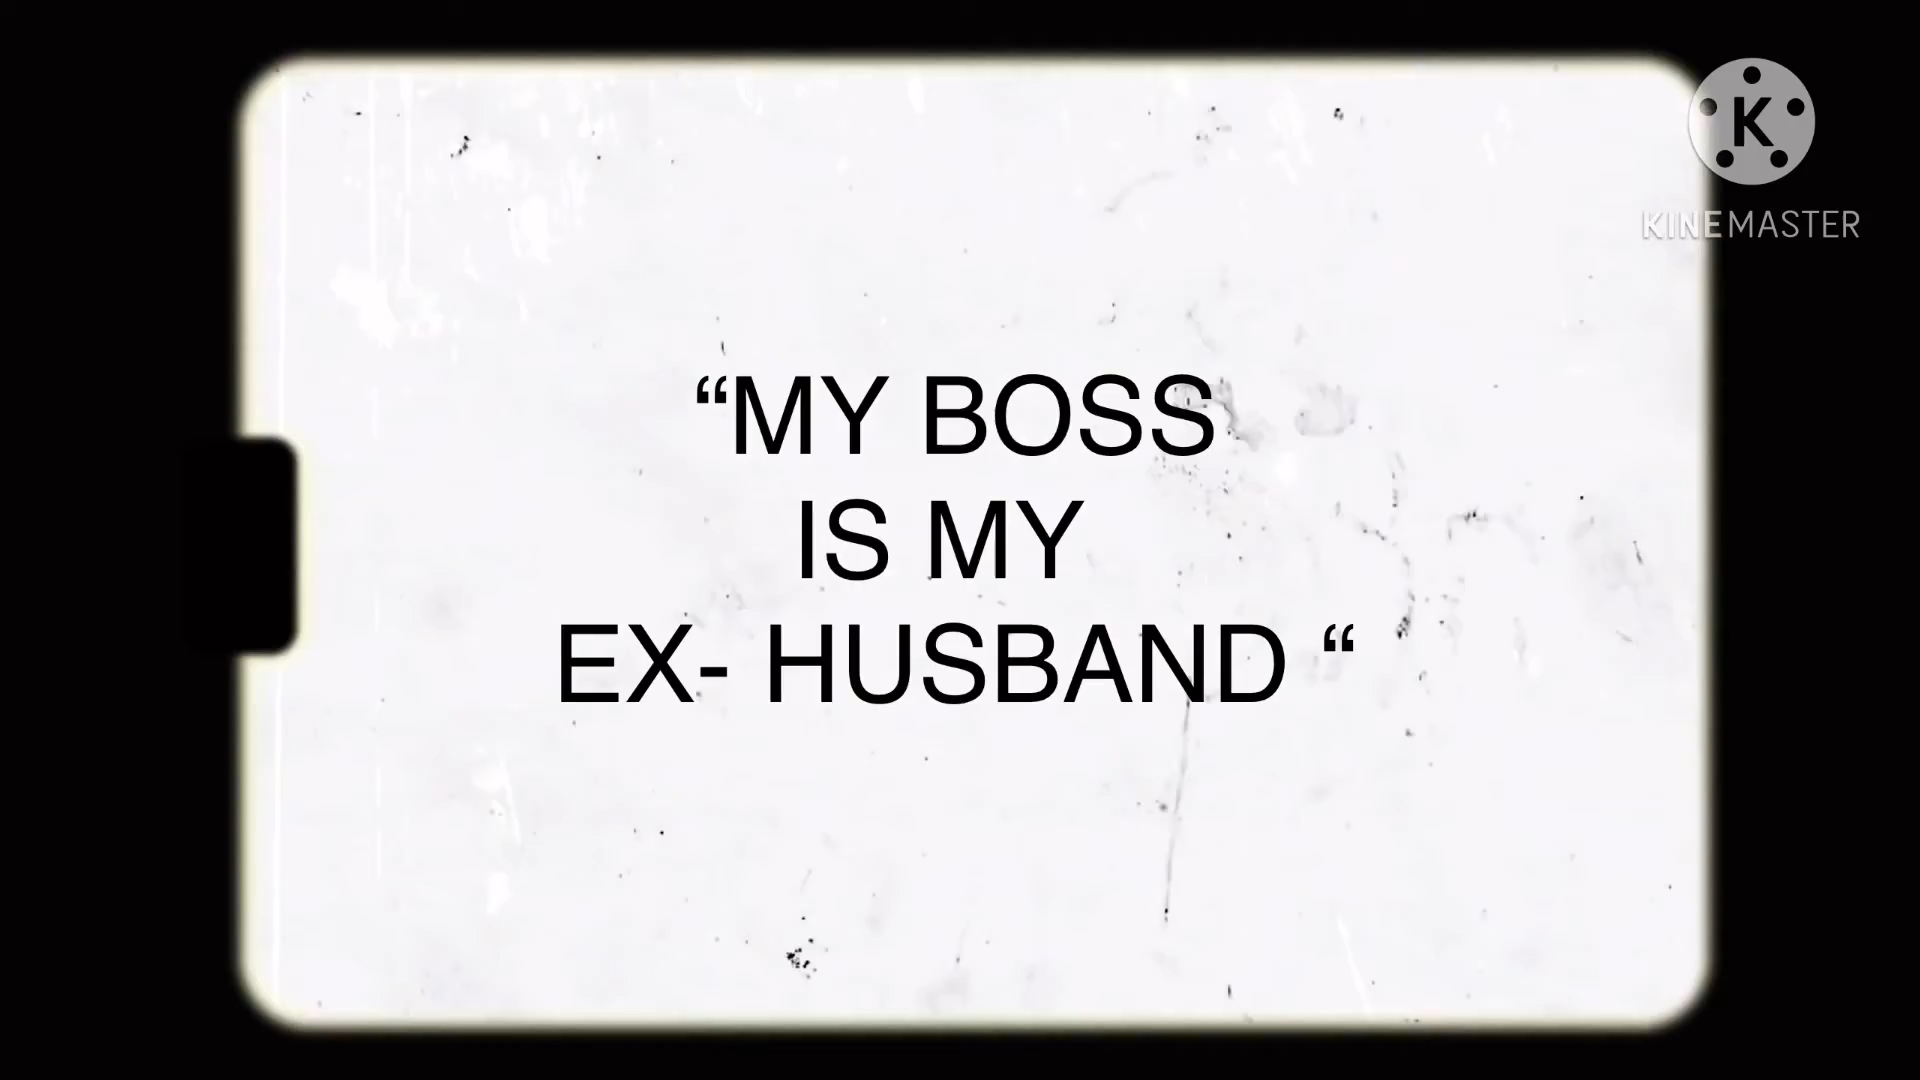 “MY BOSS
IS MY
EX- HUSBAND “
K
KINEMASTER